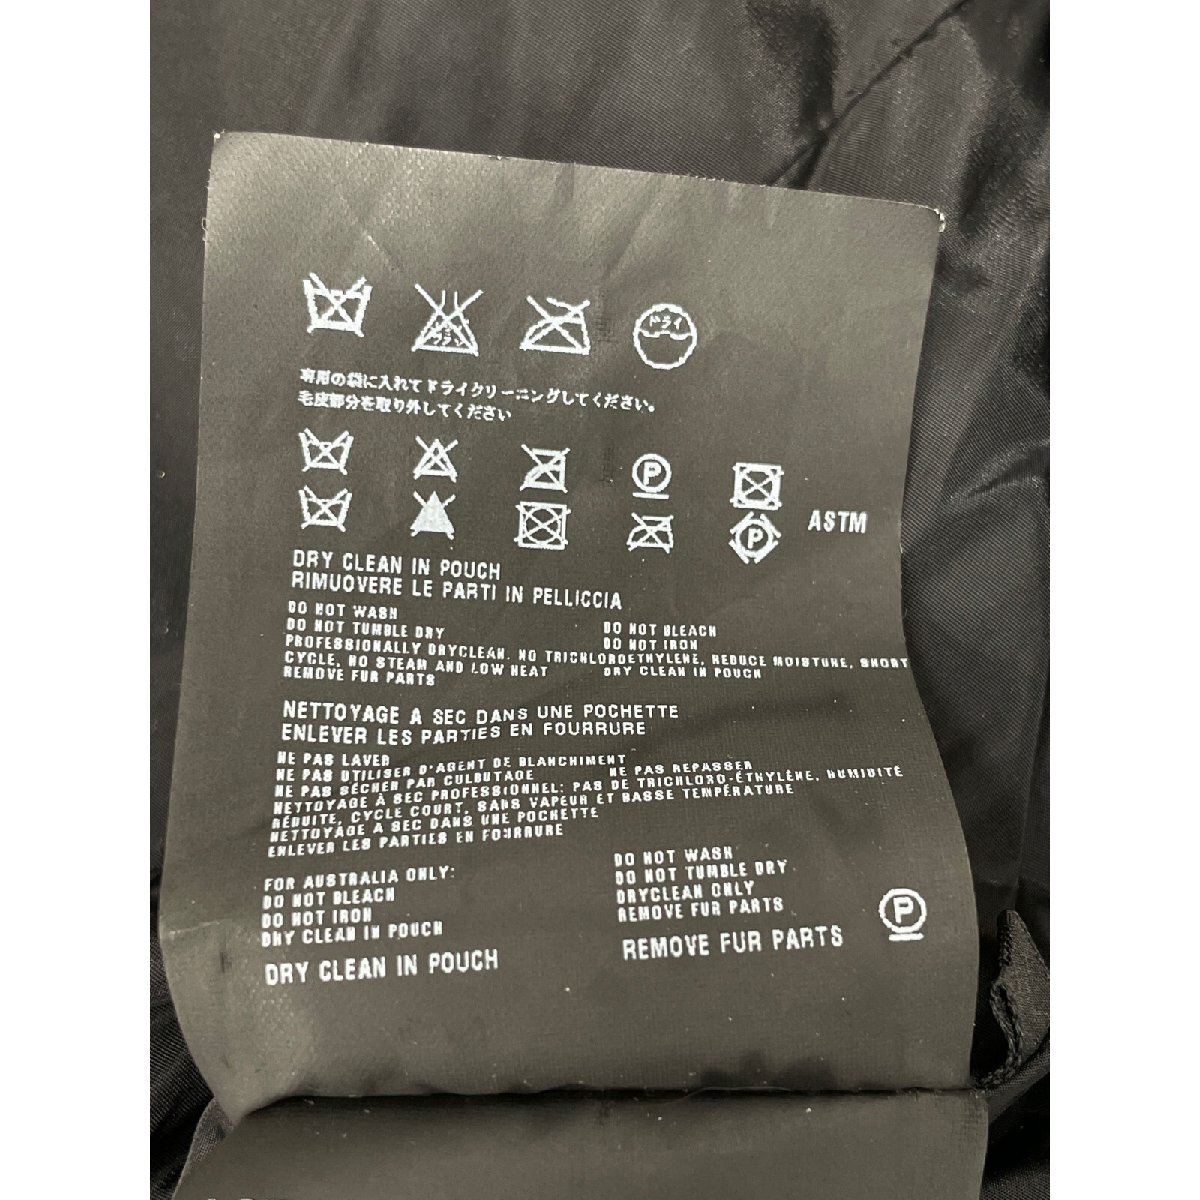 ドライ
専用の袋に入れてドライクリーニングしてください。
毛皮部分を取り外してください
P
P
ASTM
DRY CLEAN IN POUCH
RIMUOVERE LE PARTI IN PELLICCIA
DO NOT WASH
DO NOT TUMBLE DRY DO NOT BLEACH
PROFESSIONALLY DRYCLEAN. NO TRICHLOROETHYLENE, REDUCE MOISTURE, SHORT
DO NOT IRON
CYCLE, NO STEAM AND LOW HEAT DRY CLEAN IN POUCH
REMOVE FUR PARTS
NETTOYAGE A SEC DANS UNE POCHETTE
ENLEVER LES PARTIES EN FOURRURE
NE PAS LAVER
NE PAS UTILISER D'AGENT DE BLANCHIMENT
NE PAS SÉCHER PAR CULBUTAGE NE PAS REPASSER
NETTOYAGE À SEC PROFESSIONNEL: PAS DE TRICHLORO-ÉTHYLÈNE, HUMIDITÉ
RÉDUITE, CYCLE COURT, SANS VAPEUR ET BASSE TEMPÉRATURE
NETTOYAGE A SEC DANS UNE POCHETTE
ENLEVER LES PARTIES EN FOURRURE
FOR AUSTRALIA ONLY:
DO NOT BLEACH
DO NOT IRON
DRY CLEAN IN POUCH
DRY CLEAN IN POUCH
DO NOT WASH
DO NOT TUMBLE DRY
DRYCLEAN ONLY
REMOVE FUR PARTS
REMOVE FUR PARTS
P